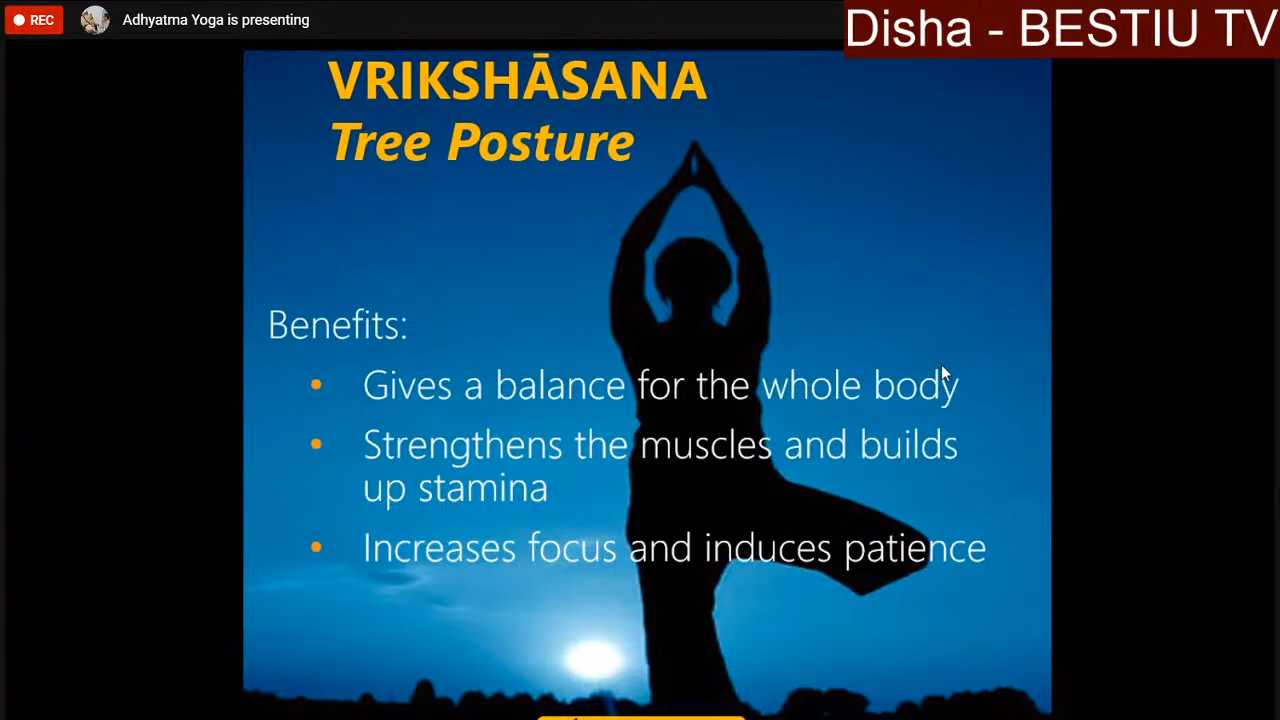 REC
Adhyatma Yoga is presenting
Disha - BESTIU TV
VRIKSHĀSANA
Tree Posture
Benefits:
• Gives a balance for the whole body
• Strengthens the muscles and builds
up stamina
• Increases focus and induces patience